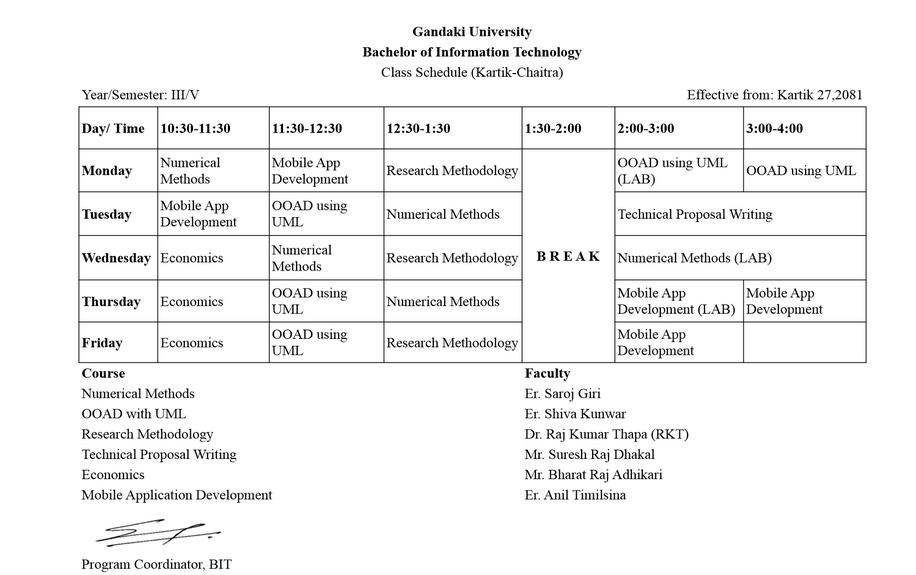 Gandaki University
Bachelor of Information Technology
Class Schedule (Kartik-Chaitra)
Year/Semester: III/V Effective from: Kartik 27,2081
Day/ Time 10:30-11:30 11:30-12:30 12:30-1:30 1:30-2:00 2:00-3:00 3:00-4:00
Monday Numerical Methods Mobile App Development Research Methodology OOAD using UML (LAB) OOAD using UML
Tuesday Mobile App Development OOAD using UML Numerical Methods Technical Proposal Writing
Wednesday Economics Numerical Methods Research Methodology B R E A K Numerical Methods (LAB)
Thursday Economics OOAD using UML Numerical Methods Mobile App Development (LAB) Mobile App Development
Friday Economics OOAD using UML Research Methodology Mobile App Development
Course Faculty
Numerical Methods Er. Saroj Giri
OOAD with UML Er. Shiva Kunwar
Research Methodology Dr. Raj Kumar Thapa (RKT)
Technical Proposal Writing Mr. Suresh Raj Dhakal
Economics Mr. Bharat Raj Adhikari
Mobile Application Development Er. Anil Timilsina
Program Coordinator, BIT